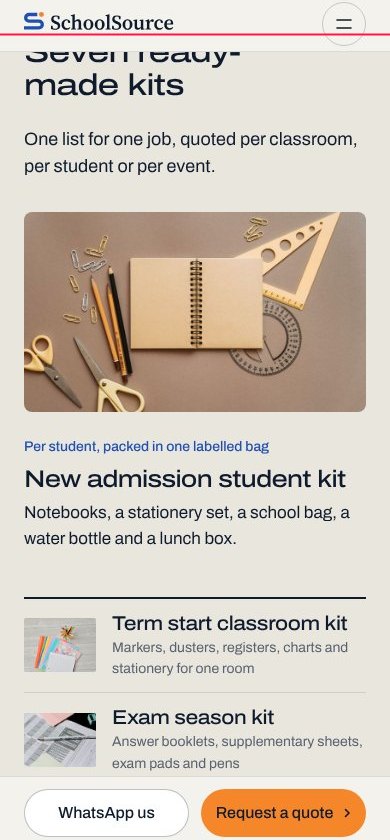 SchoolSource
Seven ready-
made kits
One list for one job, quoted per classroom,
per student or per event.
Per student, packed in one labelled bag
New admission student kit
Notebooks, a stationery set, a school bag, a
water bottle and a lunch box.
Term start classroom kit
Markers, dusters, registers, charts and
stationery for one room
Exam season kit
Answer booklets, supplementary sheets,
exam pads and pens
WhatsApp us
Request a quote